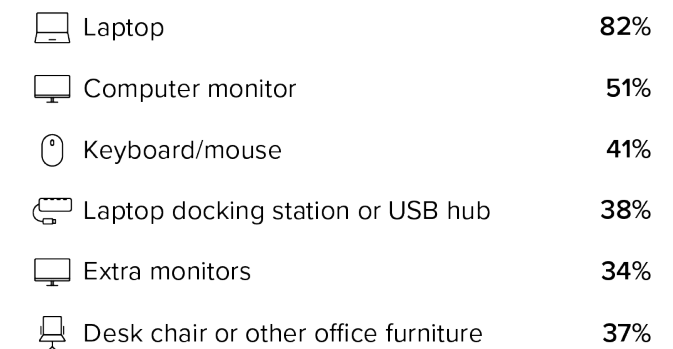 Laptop 82%
Computer monitor 51%
Keyboard/mouse 41%
Laptop docking station or USB hub 38%
Extra monitors 34%
Desk chair or other office furniture 37%